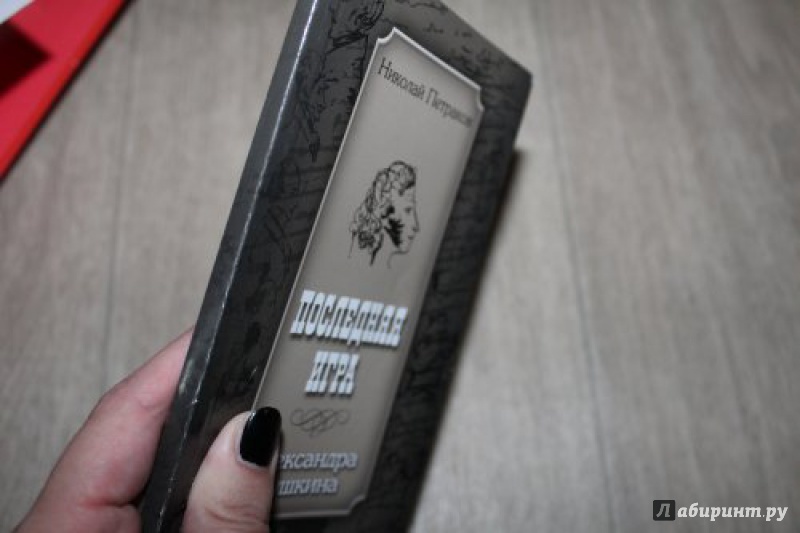 Николай Петраков
ПОСЛЕДНЯЯ
ИГРА
ександра
шкина
Лабиринт.ру